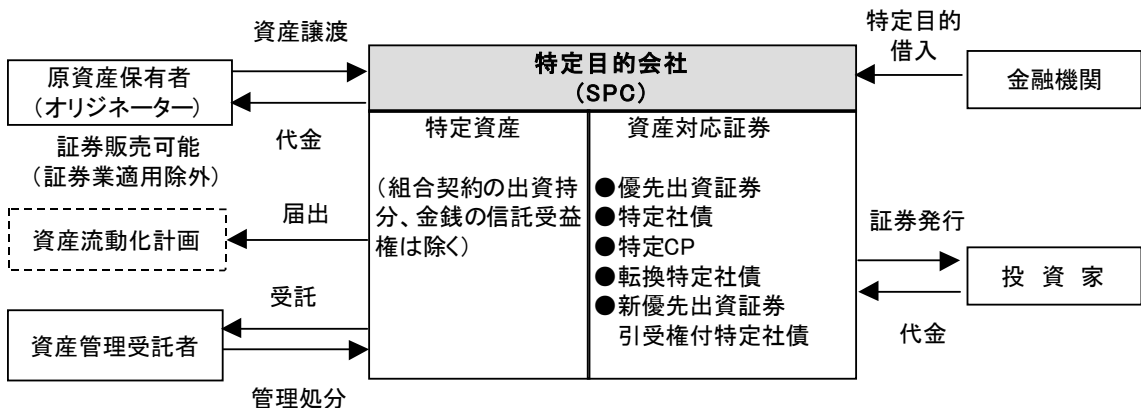 資産譲渡
原資産保有者
(オリジネーター)
代金
証券販売可能
(証券業適用除外)
届出
資産流動化計画
受託
資産管理受託者
管理処分
特定目的会社
(SPC)
特定資産
(組合契約の出資持
分、金銭の信託受益
権は除く)
資産対応証券
●優先出資証券
●特定社債
●特定CP
●転換特定社債
●新優先出資証券
引受権付特定社債
特定目的
借入
金融機関
証券発行
投 資 家
代金